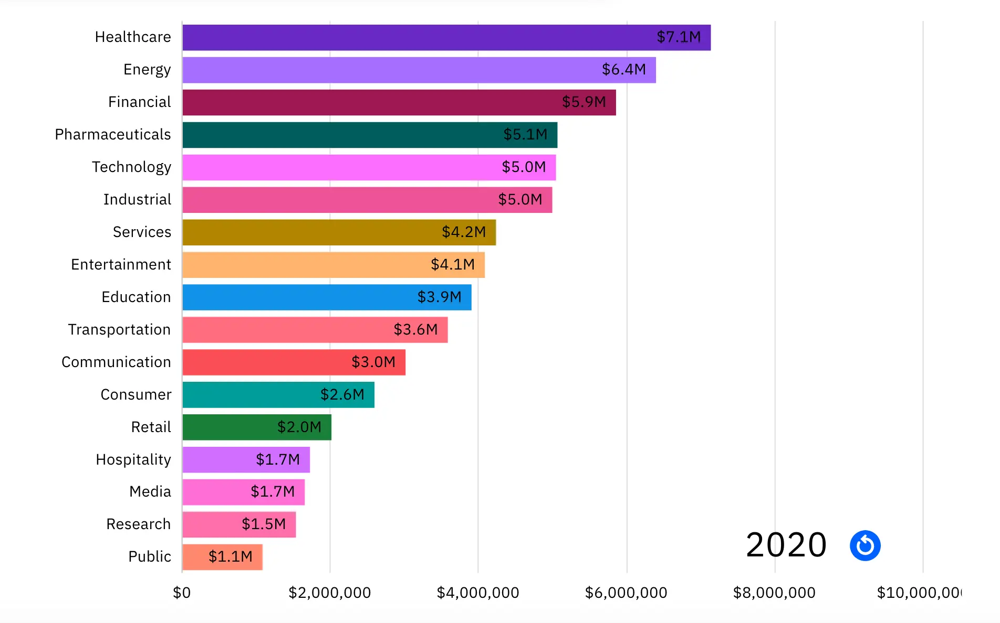 Healthcare $7.1M
Energy $6.4M
Financial $5.9M
Pharmaceuticals $5.1M
Technology $5.0M
Industrial $5.0M
Services $4.2M
Entertainment $4.1M
Education $3.9M
Transportation $3.6M
Communication $3.0M
Consumer $2.6M
Retail $2.0M
Hospitality $1.7M
Media $1.7M
Research $1.5M
2020
Public $1.1M
$0 $2,000,000 $4,000,000 $6,000,000 $8,000,000 $10,000,00